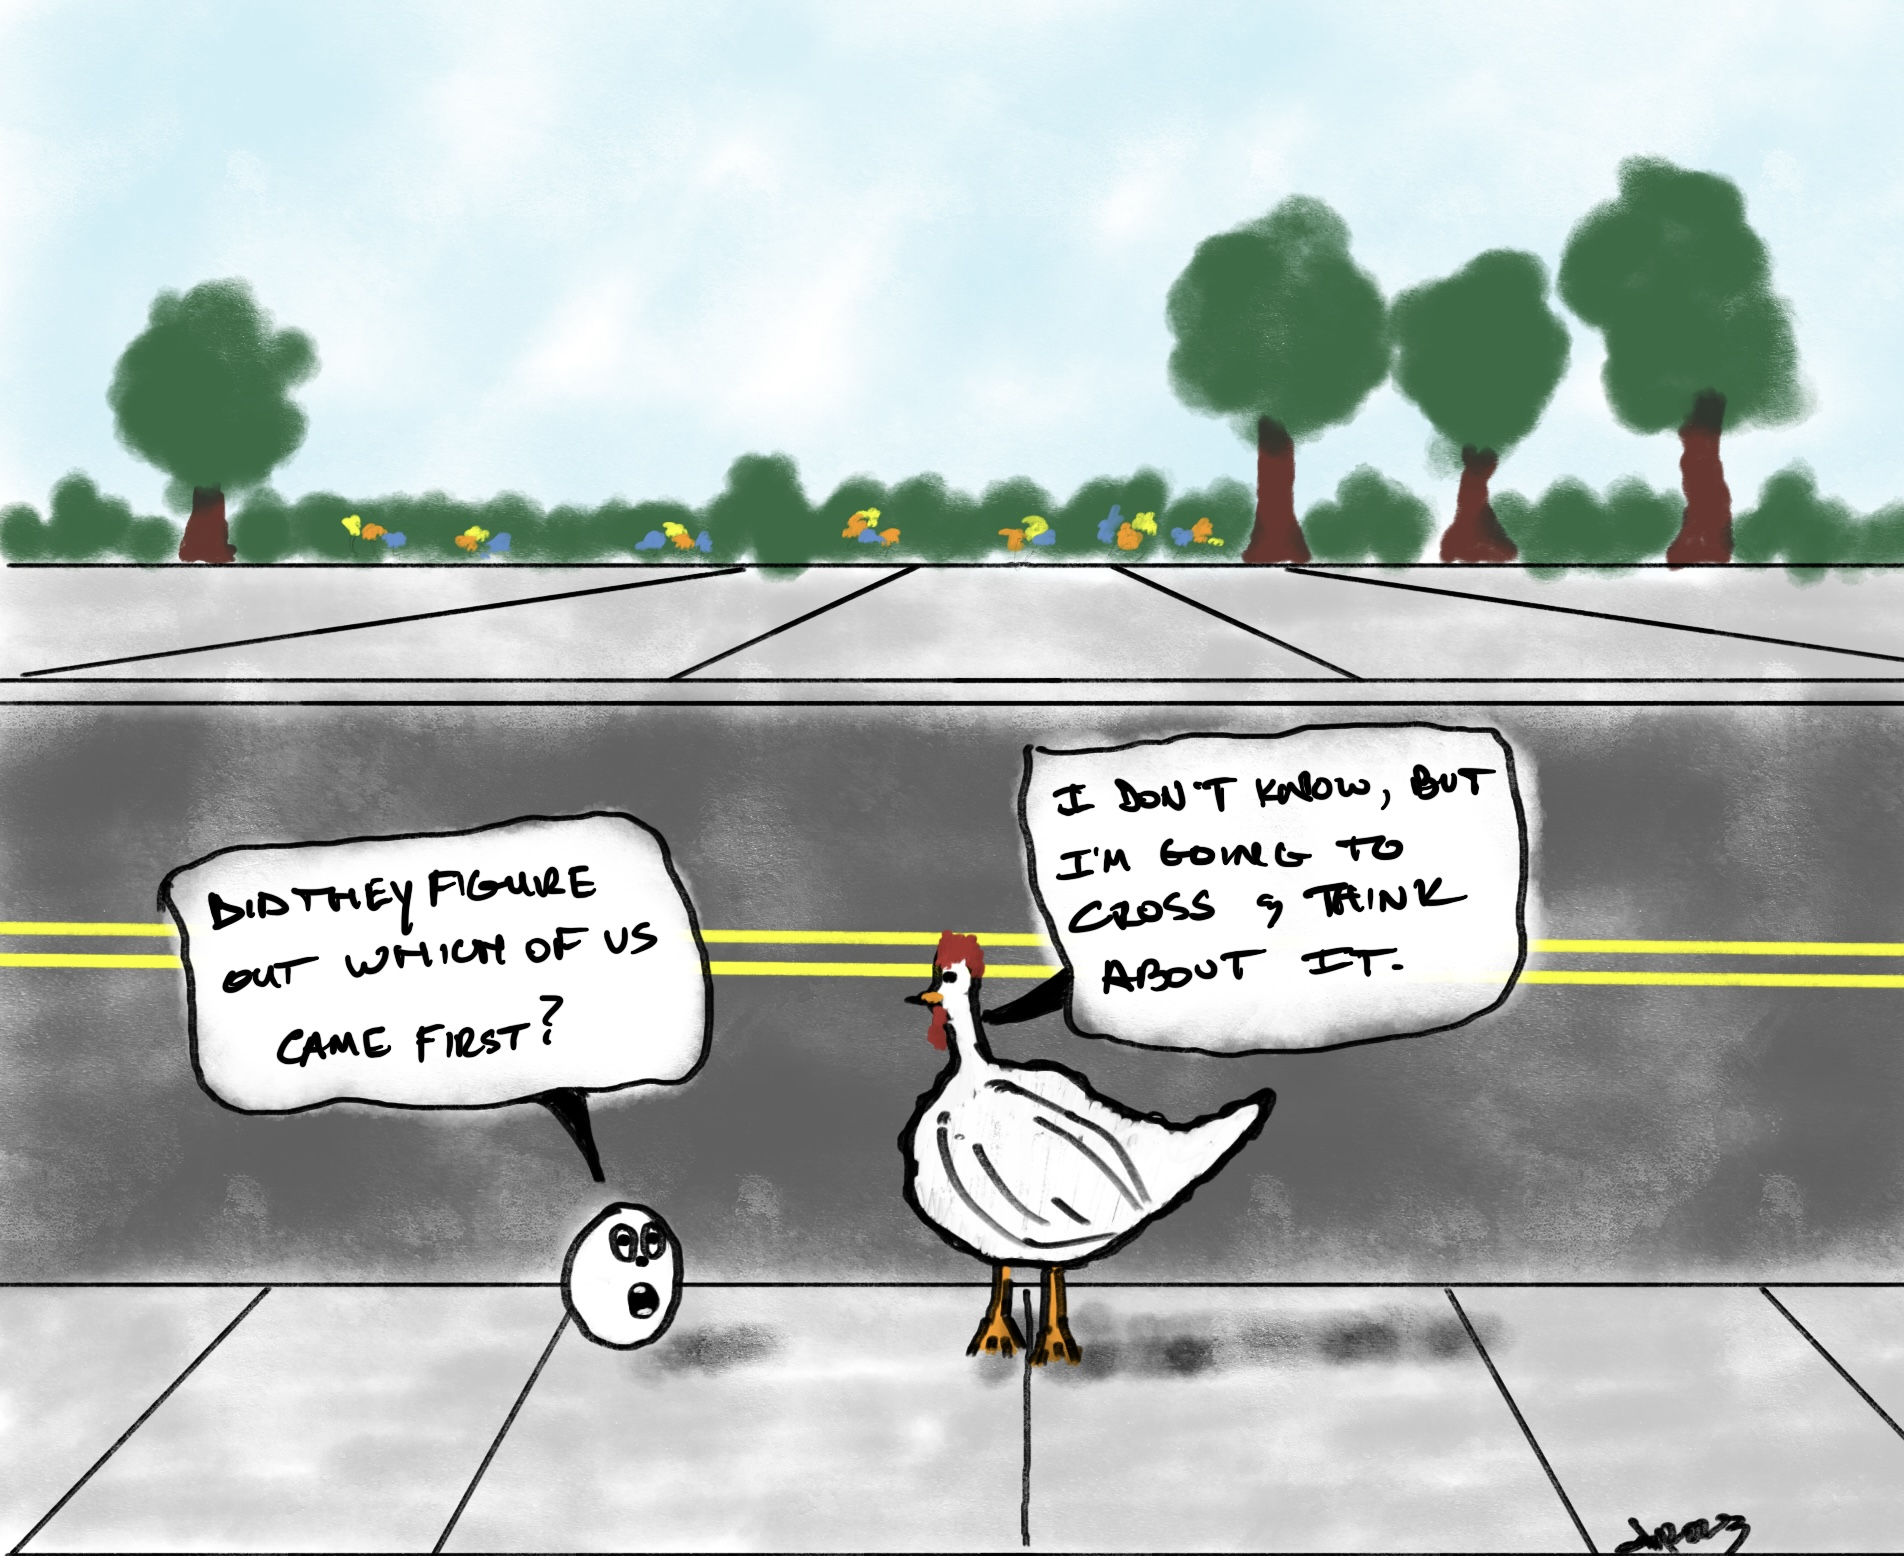 DID THEY FIGURE
OUT WHICH OF US
CAME FIRST?
I DON'T KNOW, BUT
I'M GOING TO
CROSS & THINK
ABOUT IT.